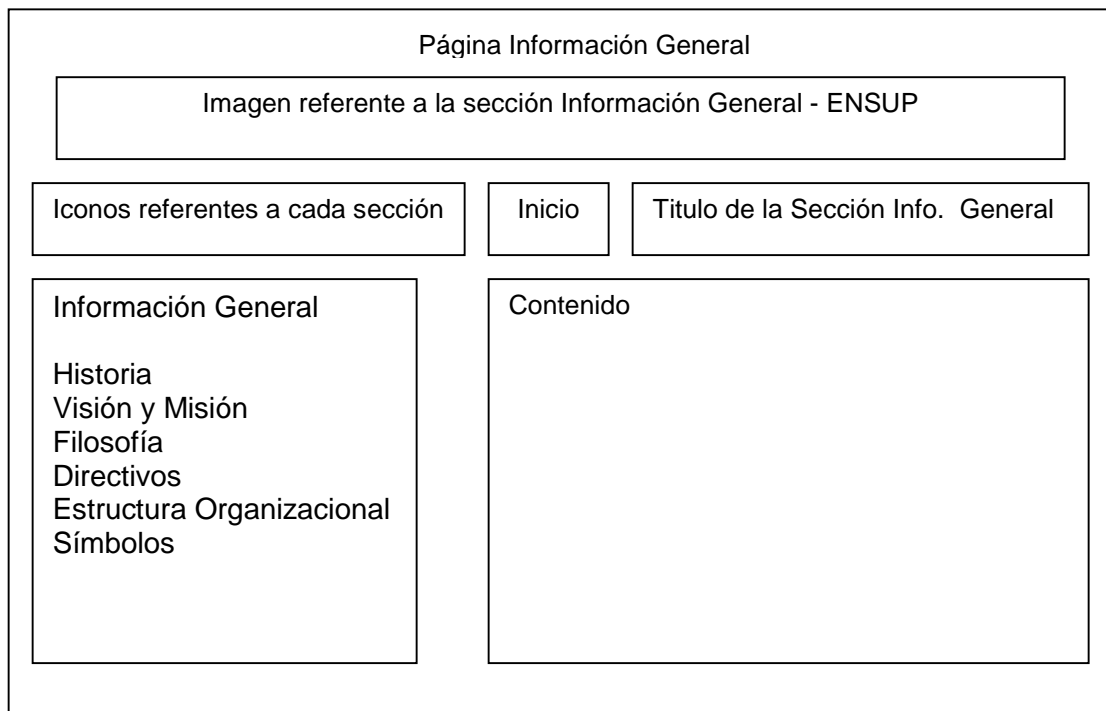 Página Información General
Imagen referente a la sección Información General - ENSUP
Iconos referentes a cada sección
Inicio
Titulo de la Sección Info. General
Información General
Historia
Visión y Misión
Filosofía
Directivos
Estructura Organizacional
Símbolos
Contenido